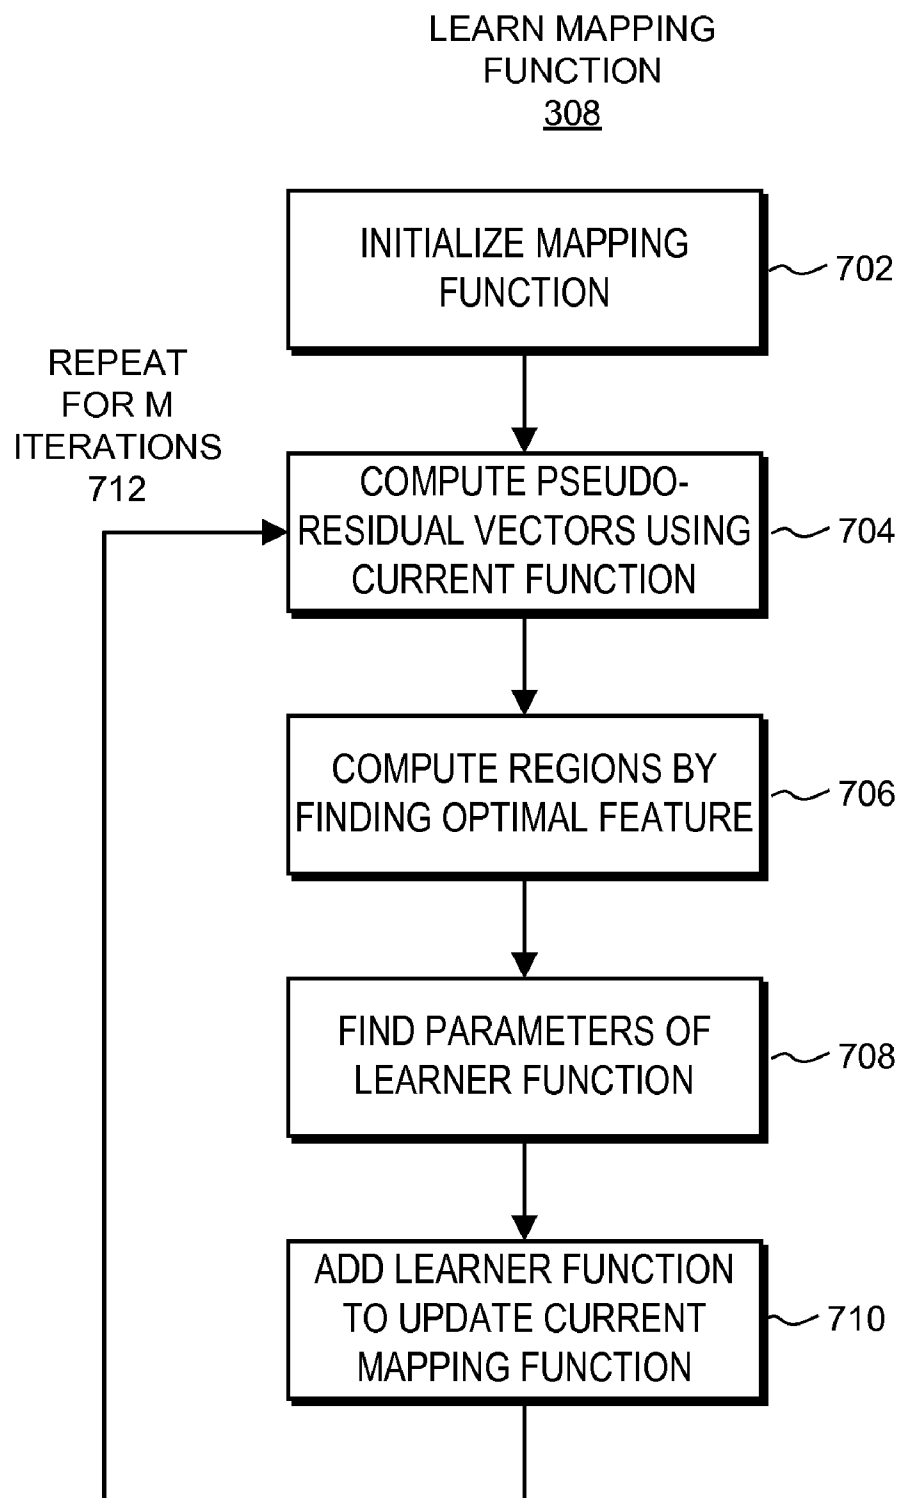 LEARN MAPPING
FUNCTION
308
INITIALIZE MAPPING
FUNCTION
702
REPEAT
FOR M
ITERATIONS
712
COMPUTE PSEUDO-
RESIDUAL VECTORS USING
CURRENT FUNCTION
704
COMPUTE REGIONS BY
FINDING OPTIMAL FEATURE
706
FIND PARAMETERS OF
LEARNER FUNCTION
708
ADD LEARNER FUNCTION
TO UPDATE CURRENT
MAPPING FUNCTION
710